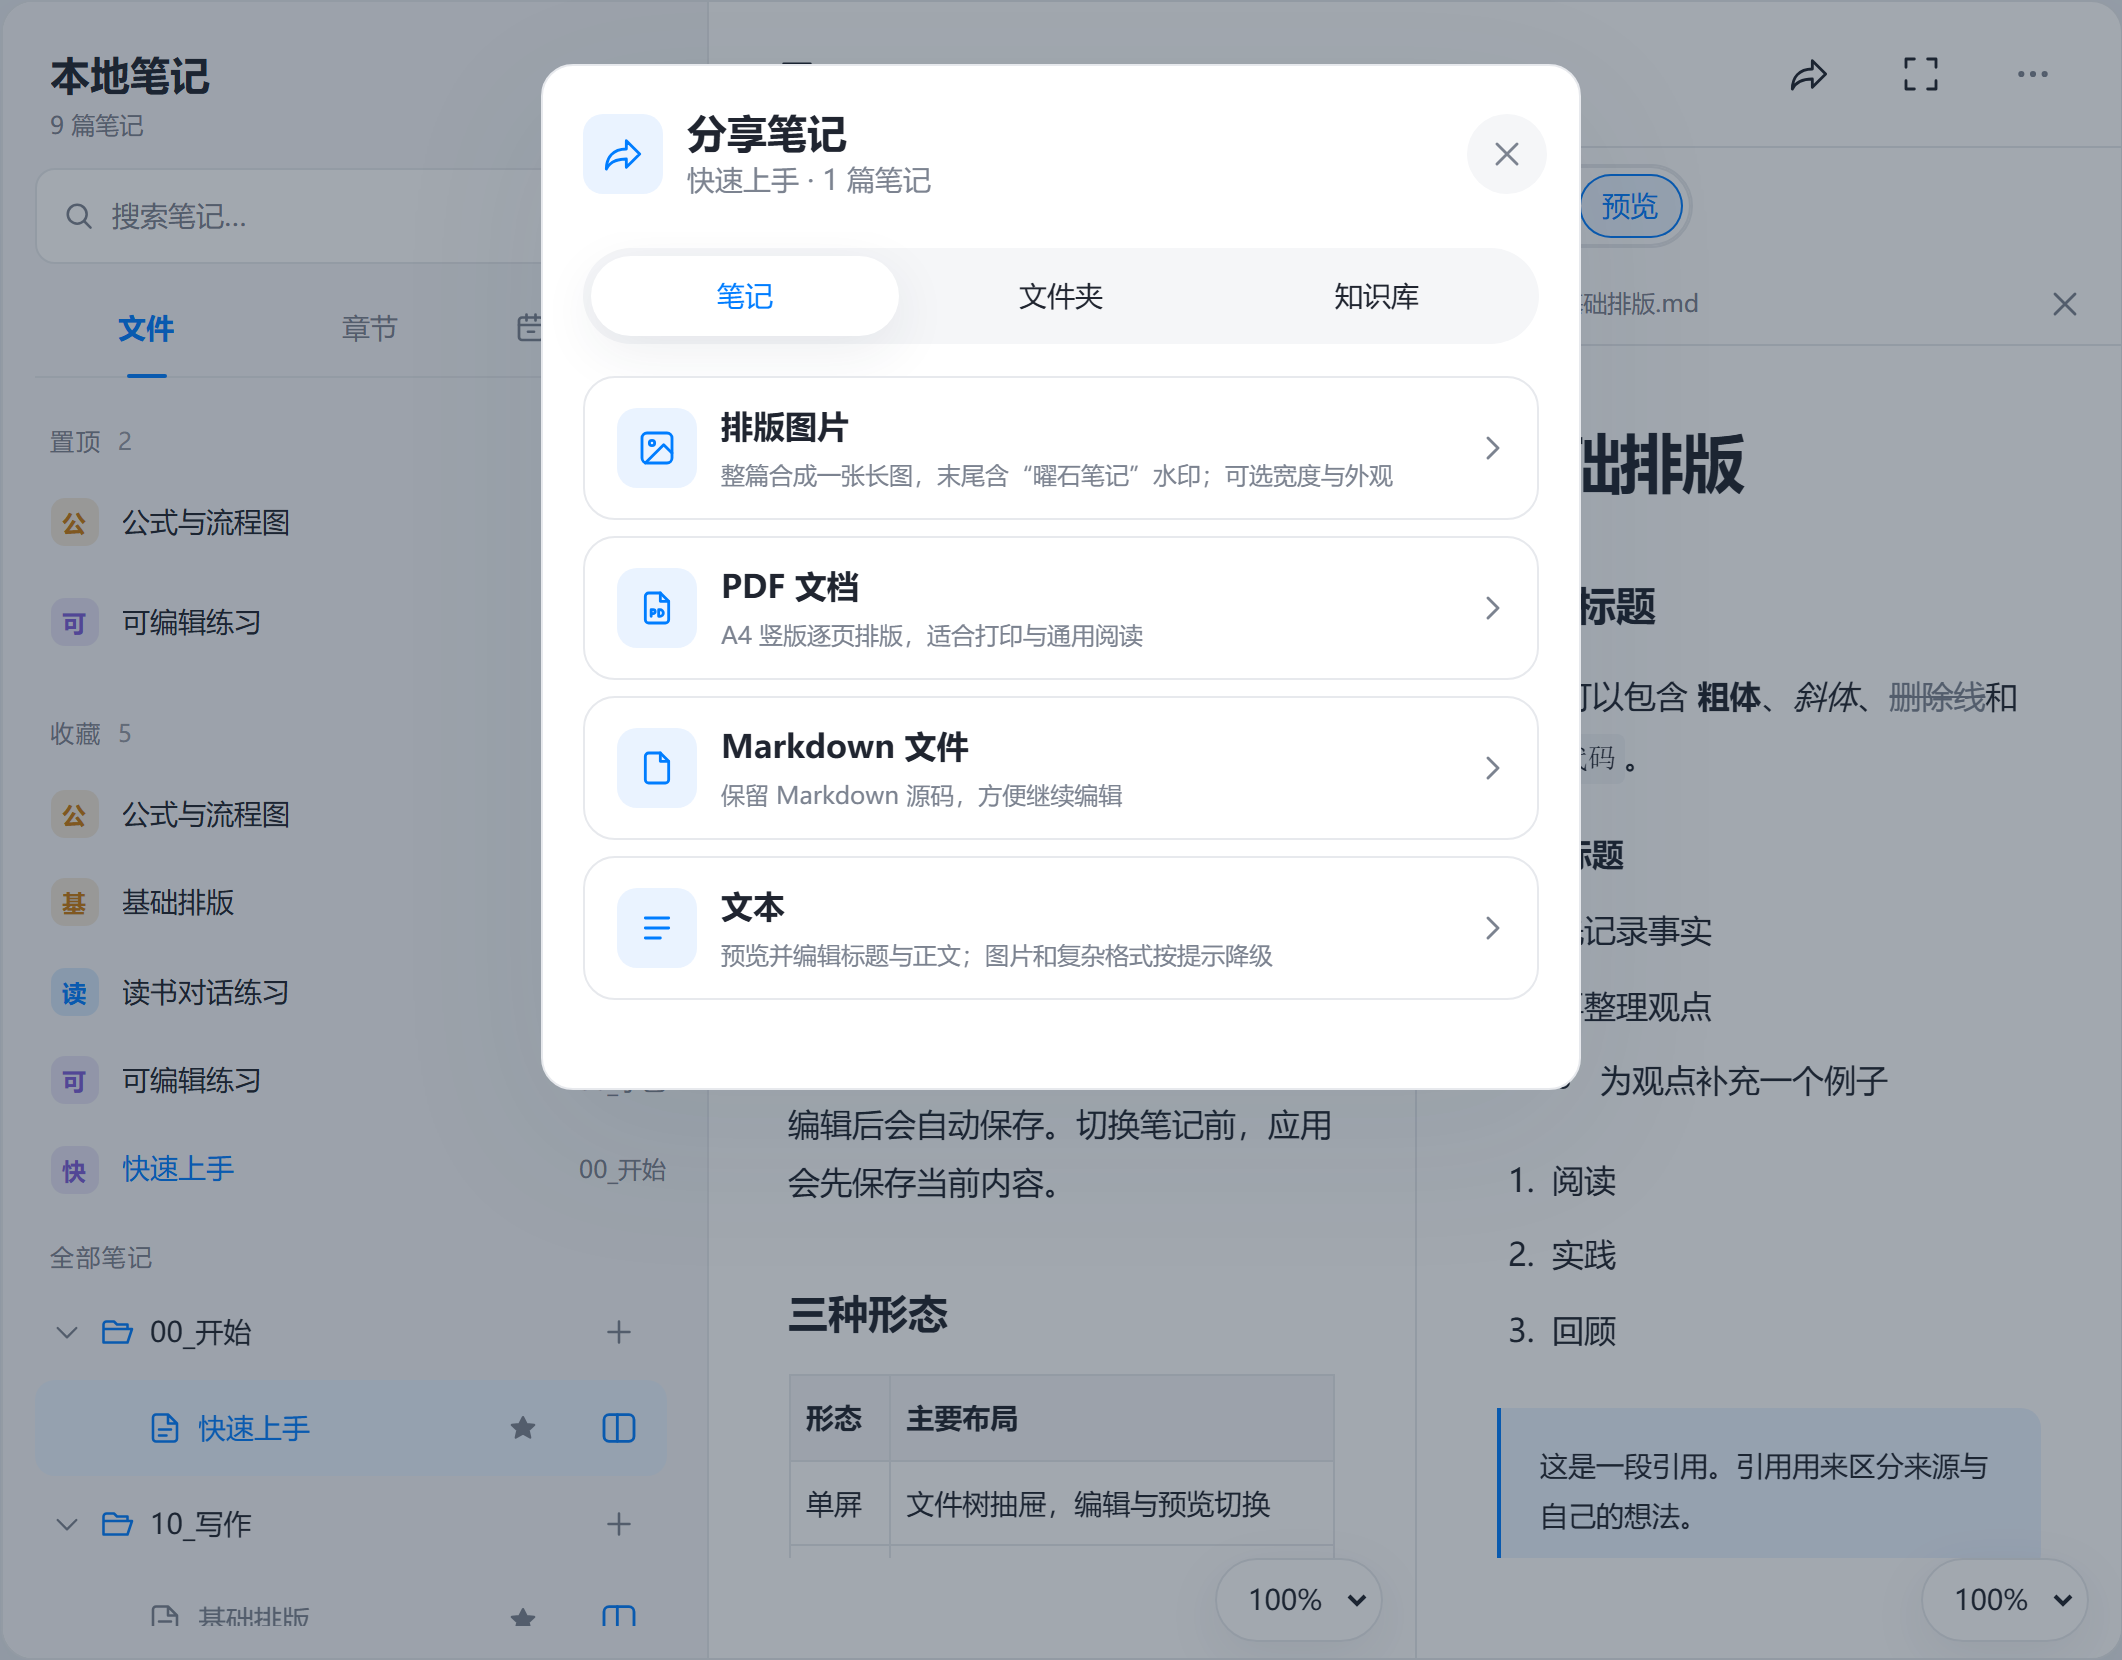 本地笔记
9 篇笔记
搜索笔记...
文件
章节
置顶 2
公 公式与流程图
可 可编辑练习
收藏 5
公 公式与流程图
基 基础排版
读 读书对话练习
可 可编辑练习
快 快速上手 00_开始
全部笔记
00_开始
快速上手
10_写作
基础排版
分享笔记
快速上手 · 1 篇笔记
笔记 文件夹 知识库
排版图片
整篇合成一张长图，末尾含“曜石笔记”水印；可选宽度与外观
PDF 文档
A4 竖版逐页排版，适合打印与通用阅读
Markdown 文件
保留 Markdown 源码，方便继续编辑
文本
预览并编辑标题与正文；图片和复杂格式按提示降级
编辑后会自动保存。切换笔记前，应用
会先保存当前内容。
三种形态
形态 主要布局
单屏 文件树抽屉，编辑与预览切换
100%
预览
础排版.md
础排版
标题
可以包含 粗体、斜体、删除线和
代码 。
标题
记录事实
整理观点
为观点补充一个例子
1. 阅读
2. 实践
3. 回顾
这是一段引用。引用用来区分来源与
自己的想法。
100%